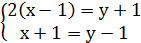 2(x − 1) = y + 1
x + 1 = y − 1